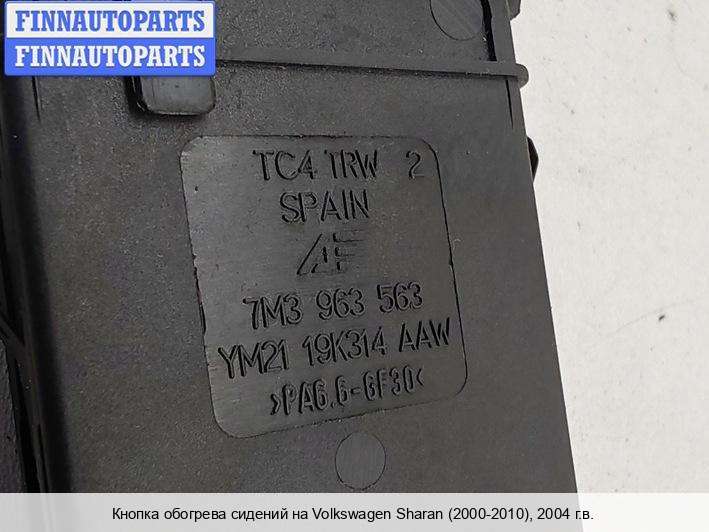 FINNAUTOPARTS
FINNAUTOPARTS
TC4 TRW 2
SPAIN
AF
7M3 963 563
YM21 19K314 AAW
>PA6.6-GF30<
Кнопка обогрева сидений на Volkswagen Sharan (2000-2010), 2004 г.в.